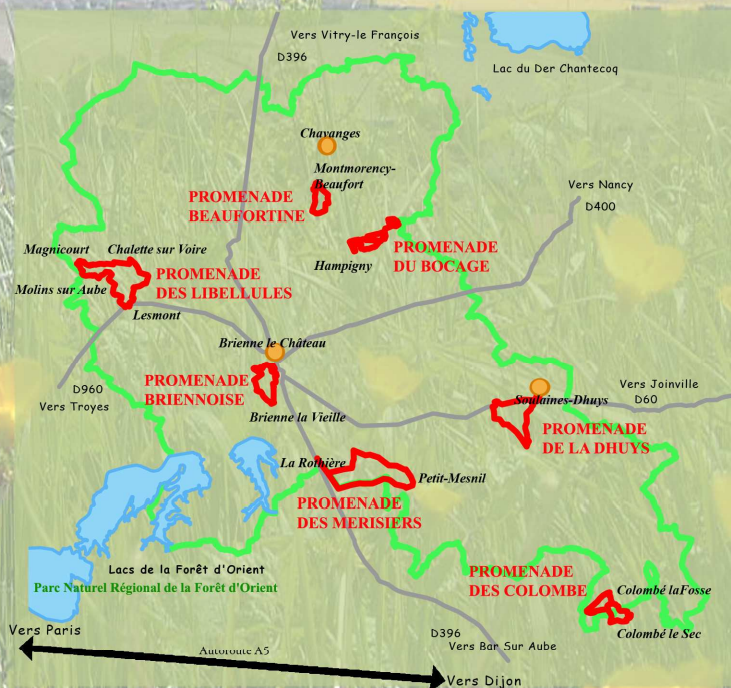 Vers Vitry-le François
D396
Lac du Der Chantecoq
Chavanges
Montmorency-
Beaufort
Vers Nancy
D400
PROMENADE
BEAUFORTINE
PROMENADE
DU BOCAGE
Hampigny
Magnicourt
Chalette sur Voire
PROMENADE
DES LIBELLULES
Molins sur Aube
Lesmont
Brienne le Château
D960
Vers Troyes
PROMENADE
BRIENNOISE
Brienne la Vieille
Vers Joinville
D60
Soulaines-Dhuys
PROMENADE
DE LA DHUYS
La Rothière
Petit-Mesnil
PROMENADE
DES MERISIERS
Lacs de la Forêt d'Orient
Parc Naturel Régional de la Forêt d'Orient
PROMENADE
DES COLOMBE
Colombé laFosse
Colombé le Sec
Vers Paris
Autoroute A5
D396
Vers Bar Sur Aube
Vers Dijon